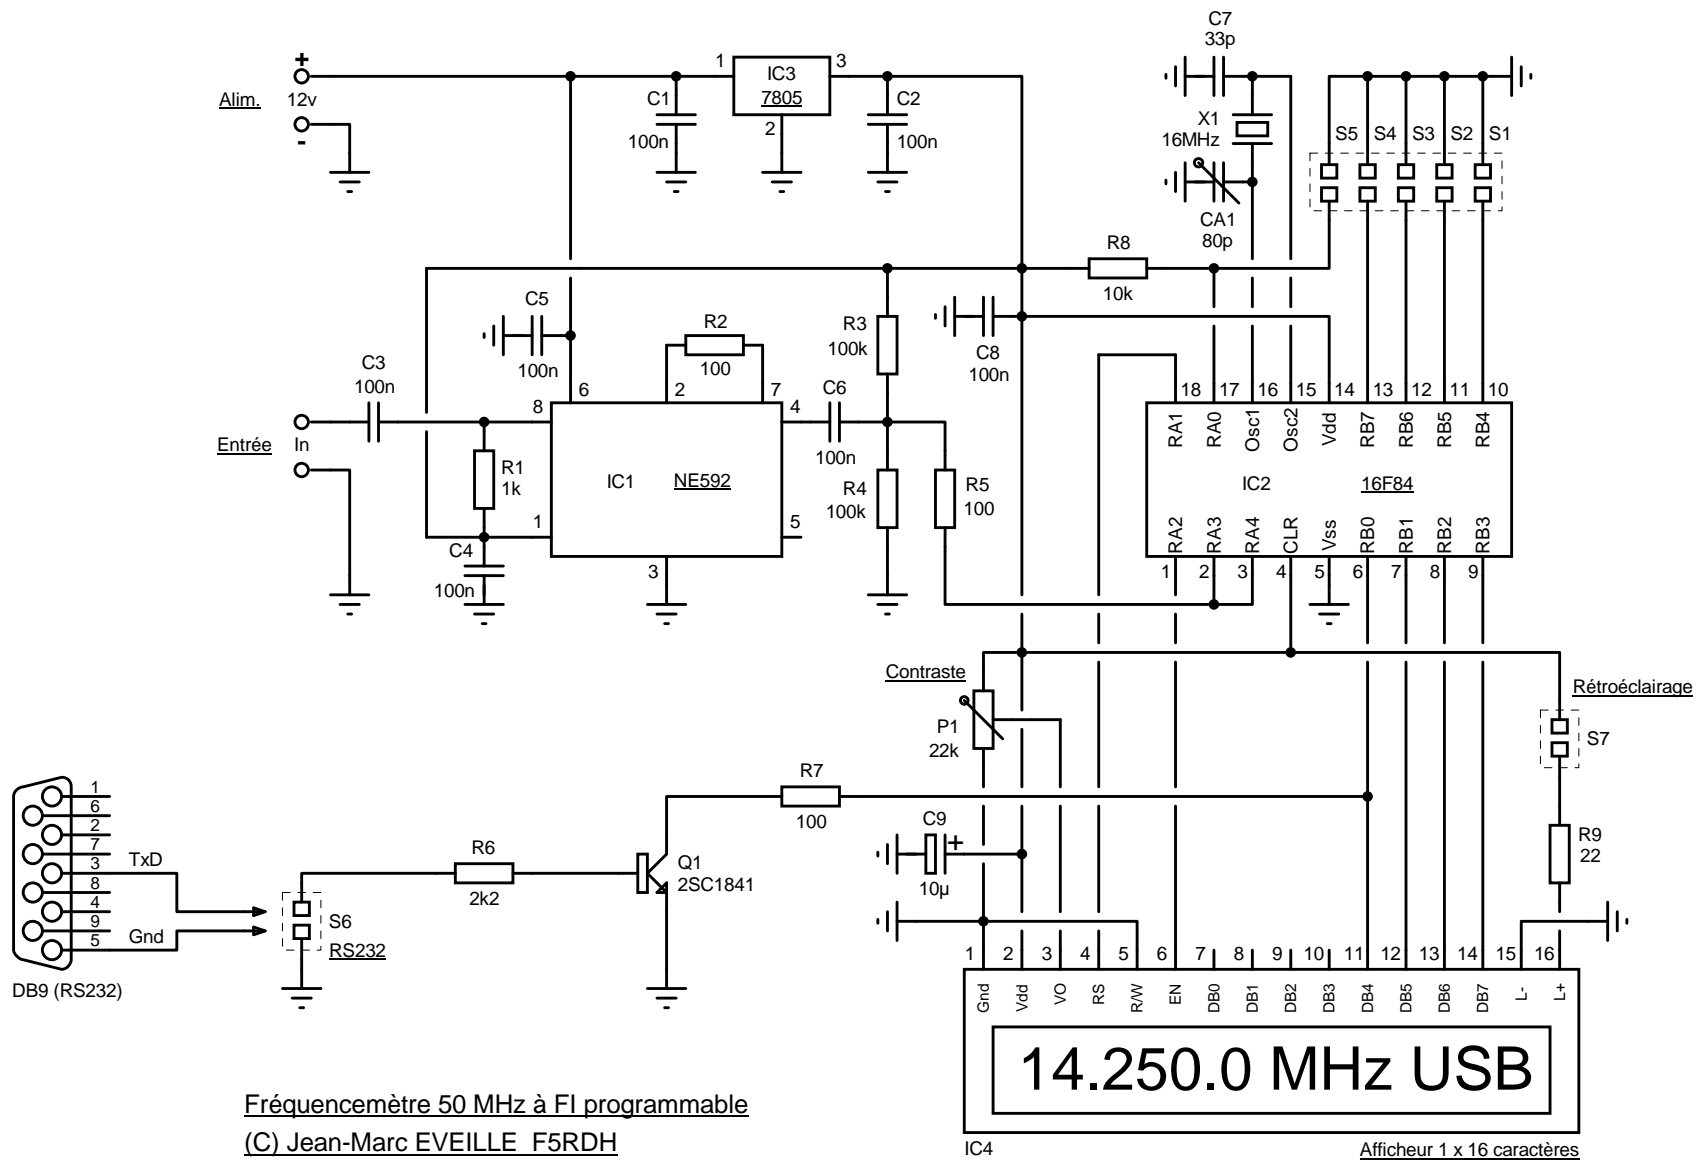 C7
33p
+
Alim.
12v
-
1
IC3
7805
3
2
C1
100n
C2
100n
X1
16MHz
CA1
80p
S5
S4
S3
S2
S1
R8
10k
C5
100n
R2
100
R3
100k
C8
100n
C3
100n
Entrée
In
6
2
7
8
4
C6
100n
R1
1k
IC1
NE592
1
5
3
C4
100n
R4
100k
R5
100
18
17
16
15
14
13
12
11
10
RA1
RA0
Osc1
Osc2
Vdd
RB7
RB6
RB5
RB4
IC2
16F84
RA2
RA3
RA4
CLR
Vss
RB0
RB1
RB2
RB3
1
2
3
4
5
6
7
8
9
Contraste
P1
22k
Rétroéclairage
S7
R9
22
1
6
2
7
3
8
4
9
5
TxD
Gnd
DB9 (RS232)
S6
RS232
R6
2k2
Q1
2SC1841
R7
100
C9
+
10µ
1
2
3
4
5
6
7
8
9
10
11
12
13
14
15
16
Gnd
Vdd
VO
RS
R/W
EN
DB0
DB1
DB2
DB3
DB4
DB5
DB6
DB7
L-
L+
14.250.0 MHz USB
IC4
Afficheur 1 x 16 caractères
Fréquencemètre 50 MHz à FI programmable
(C) Jean-Marc EVEILLE F5RDH